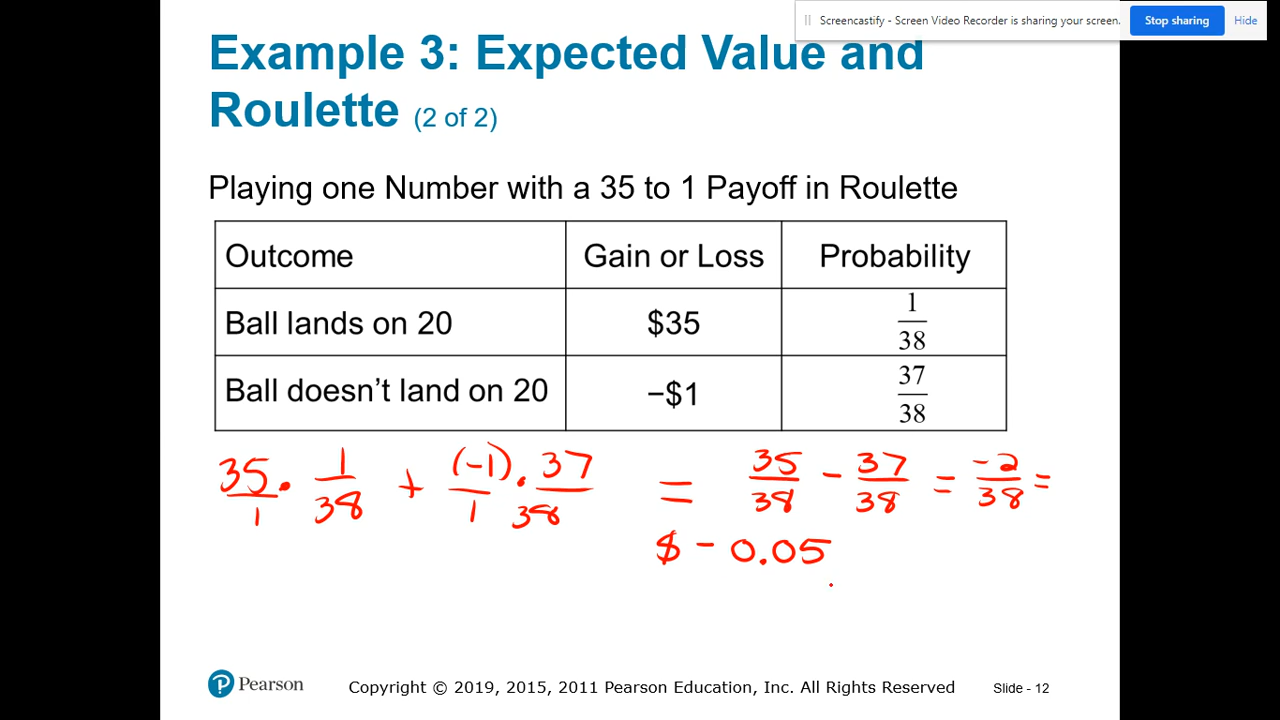 Screencastify - Screen Video Recorder is sharing your screen. Stop sharing Hide
Example 3: Expected Value and
Roulette (2 of 2)
Playing one Number with a 35 to 1 Payoff in Roulette
Outcome Gain or Loss Probability
Ball lands on 20 $35 1/38
Ball doesn’t land on 20 −$1 37/38
35/1 · 1/38 + (-1)/1 · 37/38 = 35/38 - 37/38 = -2/38 =
$ - 0.05
Pearson Copyright © 2019, 2015, 2011 Pearson Education, Inc. All Rights Reserved Slide - 12